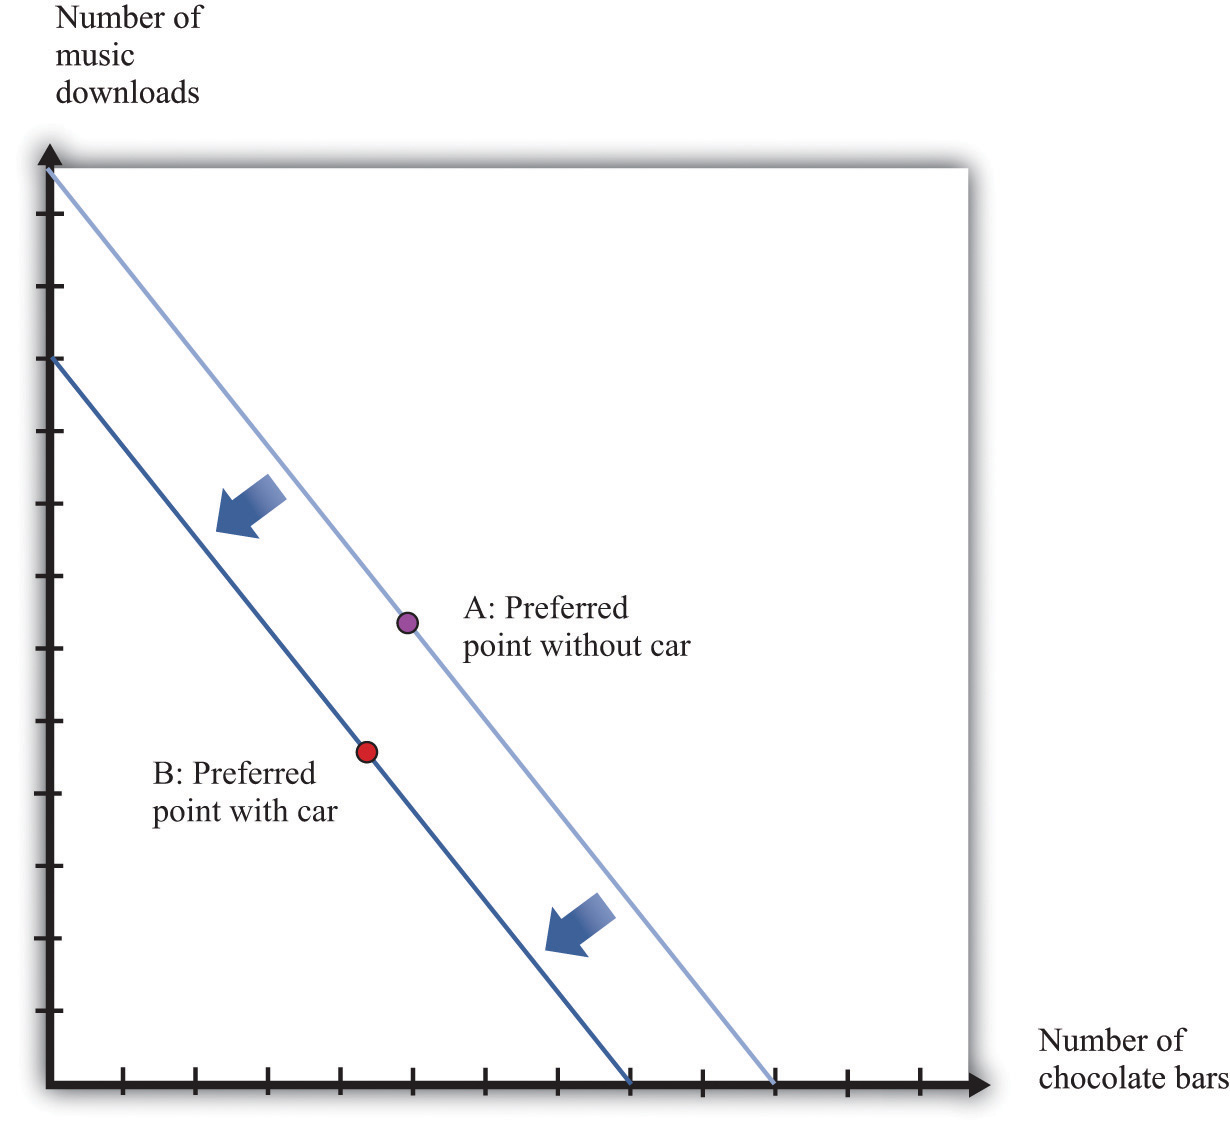 Number of
music
downloads
A: Preferred
point without car
B: Preferred
point with car
Number of
chocolate bars